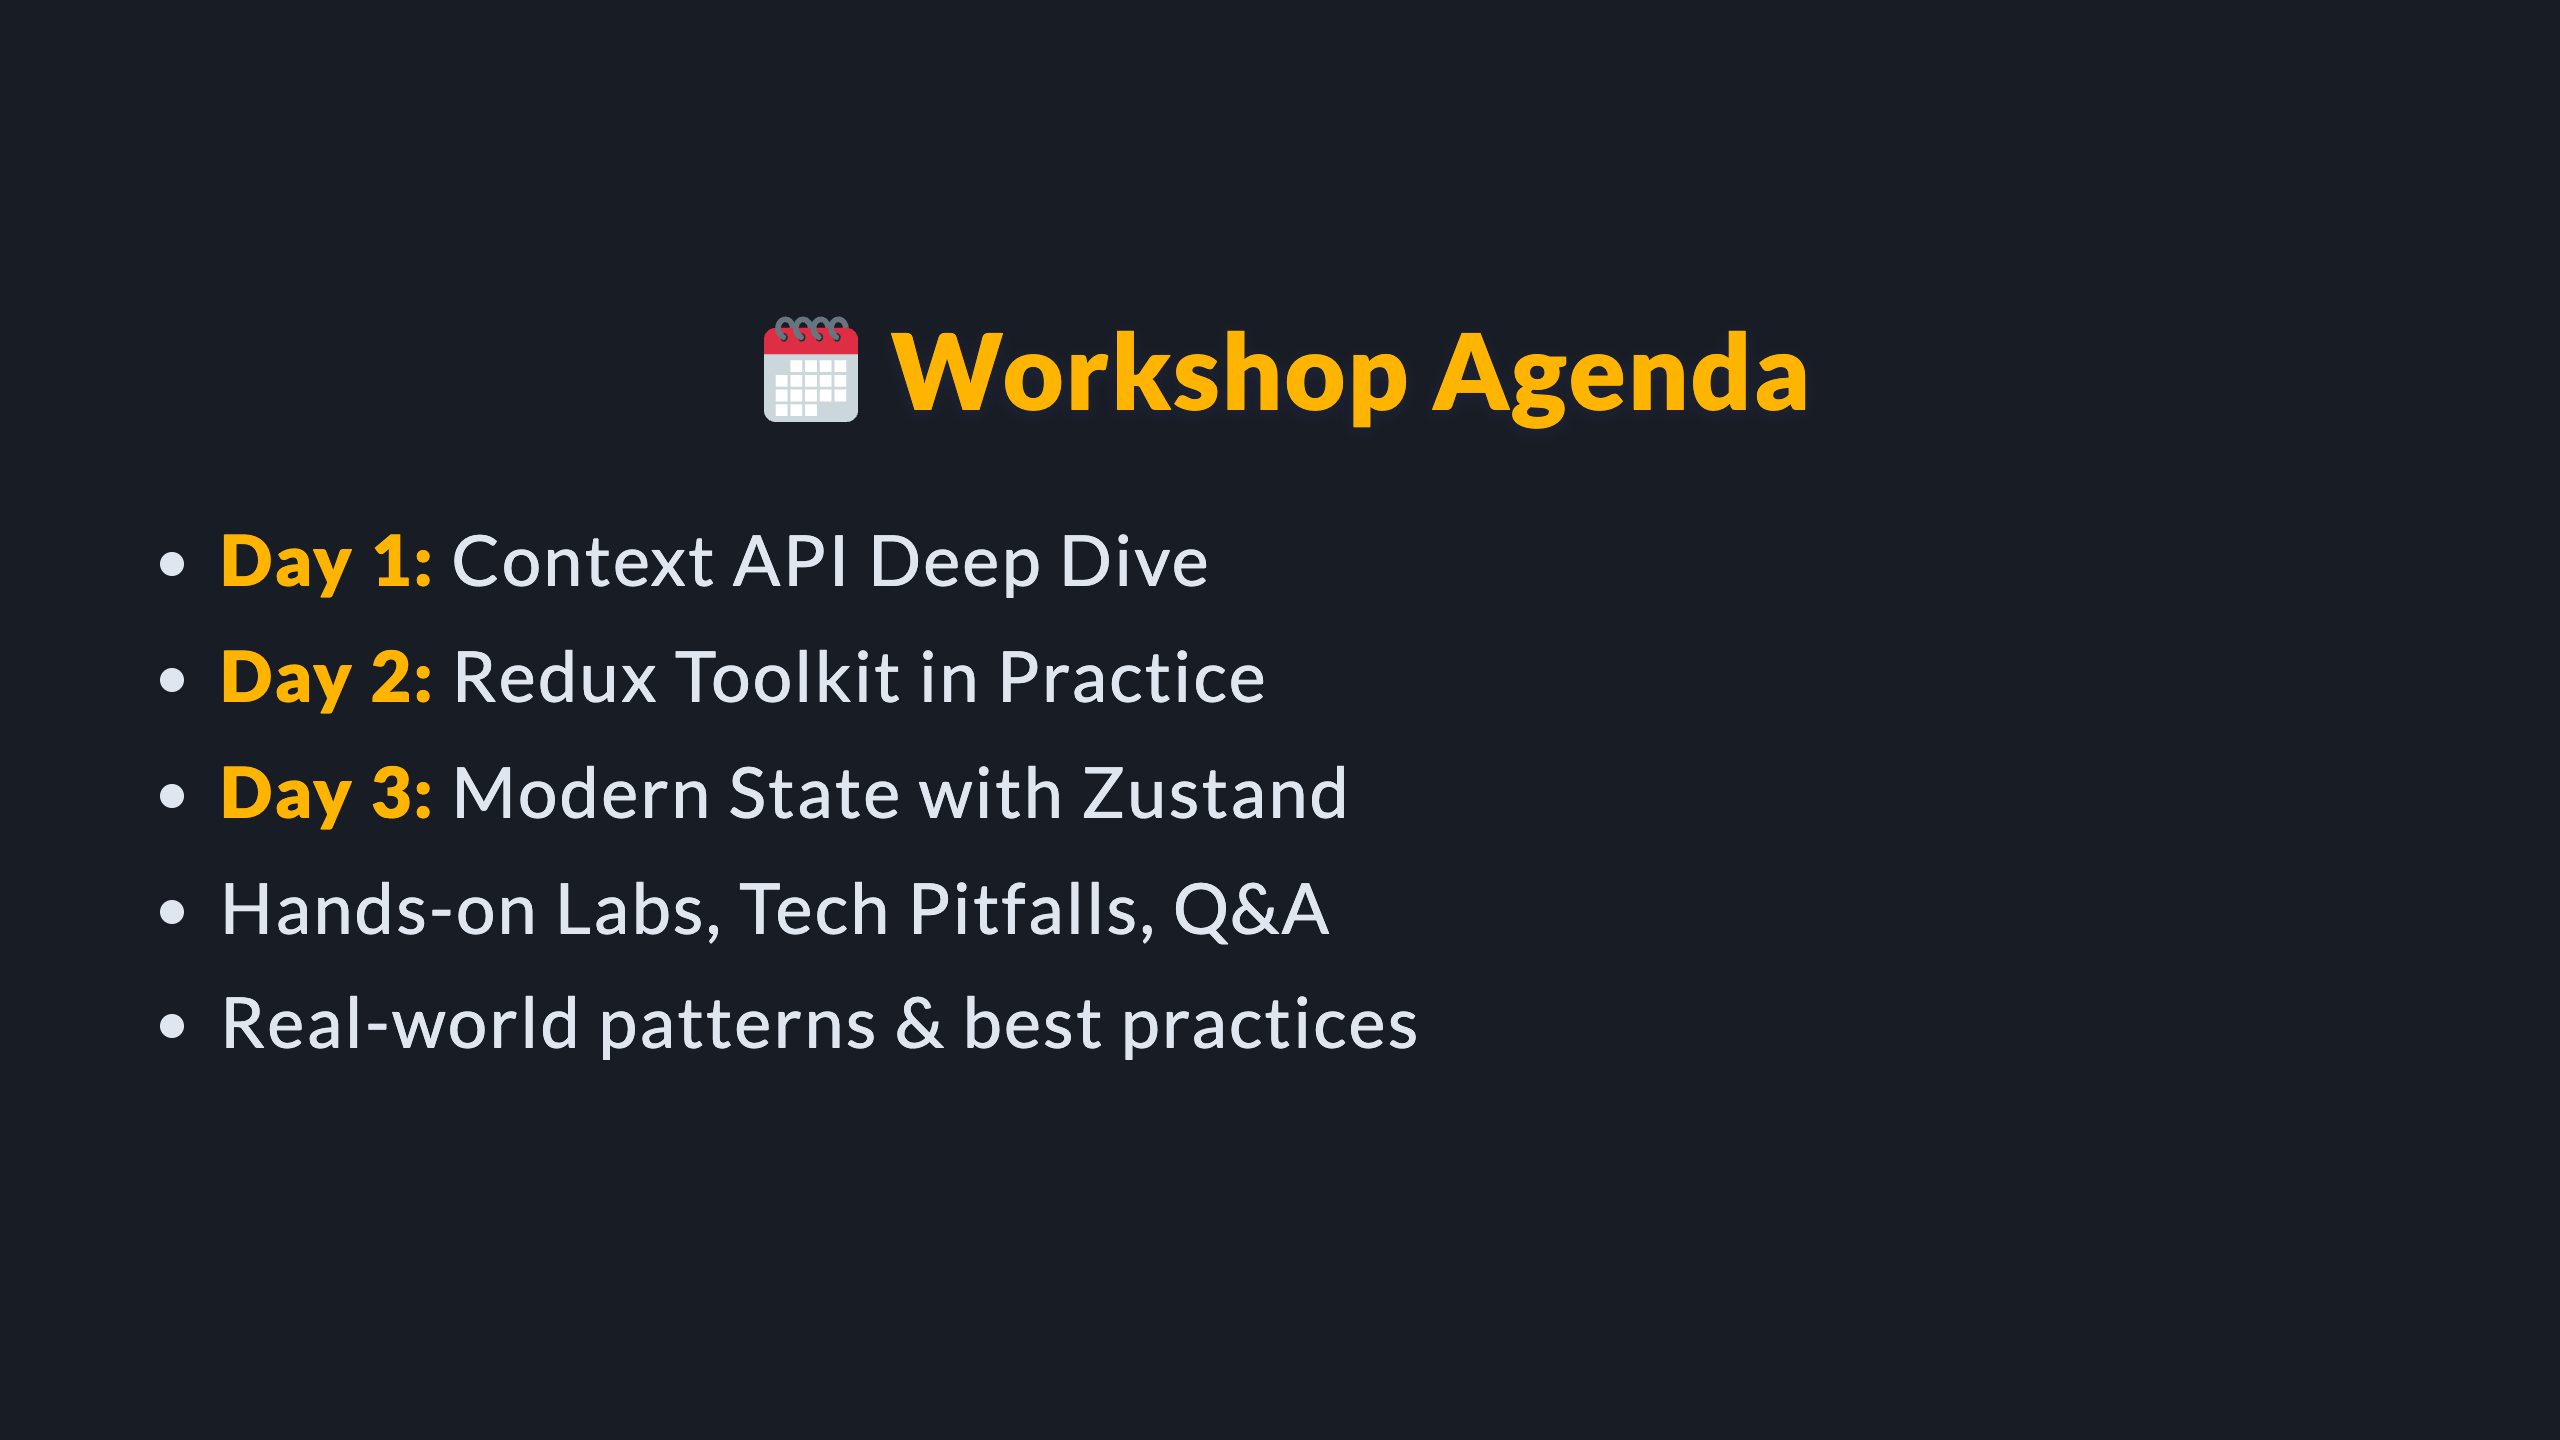 Workshop Agenda
Day 1: Context API Deep Dive
Day 2: Redux Toolkit in Practice
Day 3: Modern State with Zustand
Hands-on Labs, Tech Pitfalls, Q&A
Real-world patterns & best practices